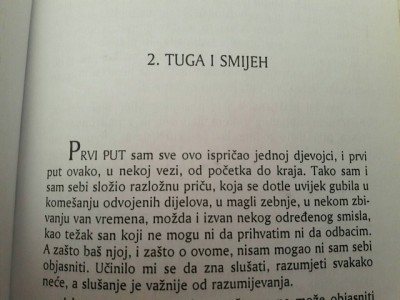 2. TUGA I SMIJEH
PRVI PUT sam sve ovo ispričao jednoj djevojci, i prvi
put ovako, u nekoj vezi, od početka do kraja. Tako sam i
sam sebi složio razložnu priču, koja se dotle uvijek gubila u
komešanju odvojenih dijelova, u magli zebnje, u nekom zbi-
vanju van vremena, možda i izvan nekog određenog smisla,
kao težak san koji ne mogu ni da prihvatim ni da odbacim.
A zašto baš njoj, i zašto o ovome, nisam mogao ni sam sebi
objasniti. Učinilo mi se da zna slušati, razumjeti svakako
neće, a slušanje je važnije od razumijevanja.
može objasniti